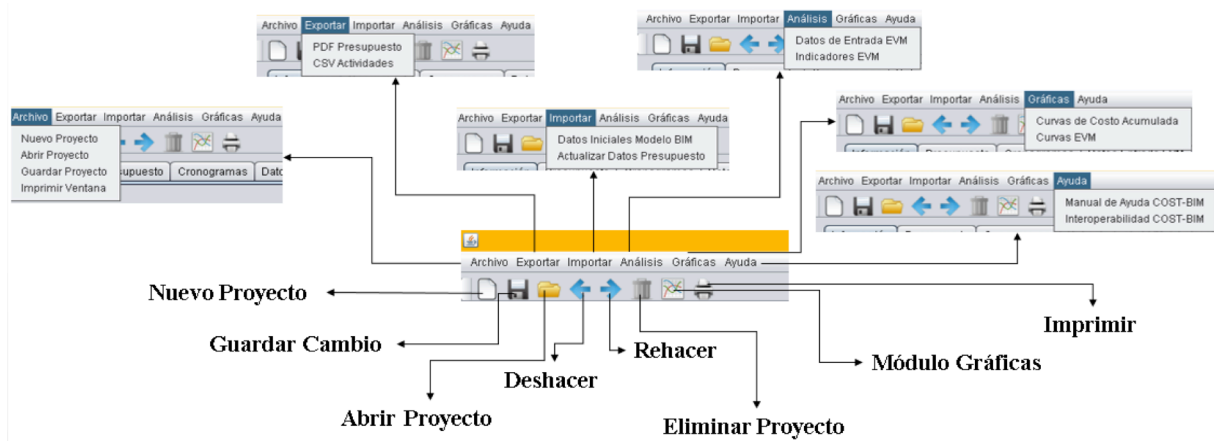 Archivo Exportar Importar Análisis Gráficas Ayuda
PDF Presupuesto
CSV Actividades
Archivo Exportar Importar Análisis Gráficas Ayuda
Datos de Entrada EVM
Indicadores EVM
Archivo Exportar Importar Análisis Gráficas Ayuda
Nuevo Proyecto
Abrir Proyecto
Guardar Proyecto
Imprimir Ventana
supuesto Cronogramas Dato
Archivo Exportar Importar Análisis Gráficas Ayuda
Datos Iniciales Modelo BIM
Actualizar Datos Presupuesto
Archivo Exportar Importar Análisis Gráficas Ayuda
Curvas de Costo Acumulada
Curvas EVM
Archivo Exportar Importar Análisis Gráficas Ayuda
Manual de Ayuda COST-BIM
Interoperabilidad COST-BIM
Archivo Exportar Importar Análisis Gráficas Ayuda
Nuevo Proyecto
Guardar Cambio
Abrir Proyecto
Deshacer
Rehacer
Eliminar Proyecto
Módulo Gráficas
Imprimir